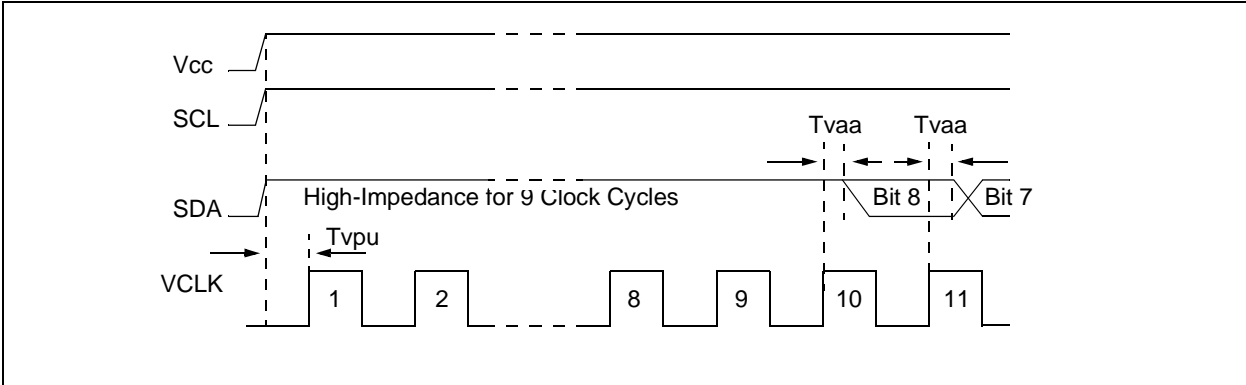 Vcc
SCL
Tvaa Tvaa
SDA
High-Impedance for 9 Clock Cycles
Bit 8 Bit 7
Tvpu
VCLK
1 2 8 9 10 11